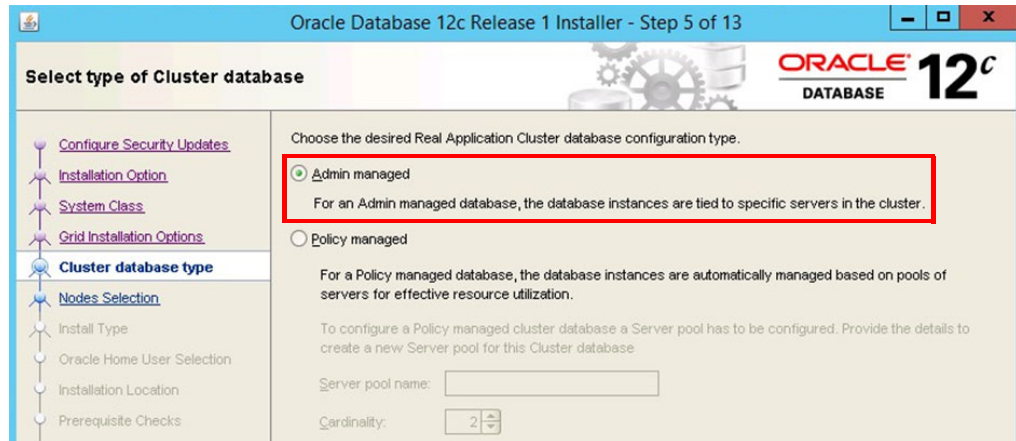 Oracle Database 12c Release 1 Installer - Step 5 of 13
Select type of Cluster database
ORACLE
DATABASE
12c
Configure Security Updates
Installation Option
System Class
Grid Installation Options
Cluster database type
Nodes Selection
Install Type
Oracle Home User Selection
Installation Location
Prerequisite Checks
Choose the desired Real Application Cluster database configuration type.
Admin managed
For an Admin managed database, the database instances are tied to specific servers in the cluster.
Policy managed
For a Policy managed database, the database instances are automatically managed based on pools of
servers for effective resource utilization.
To configure a Policy managed cluster database a Server pool has to be configured. Provide the details to
create a new Server pool for this Cluster database
Server pool name:
Cardinality: 2